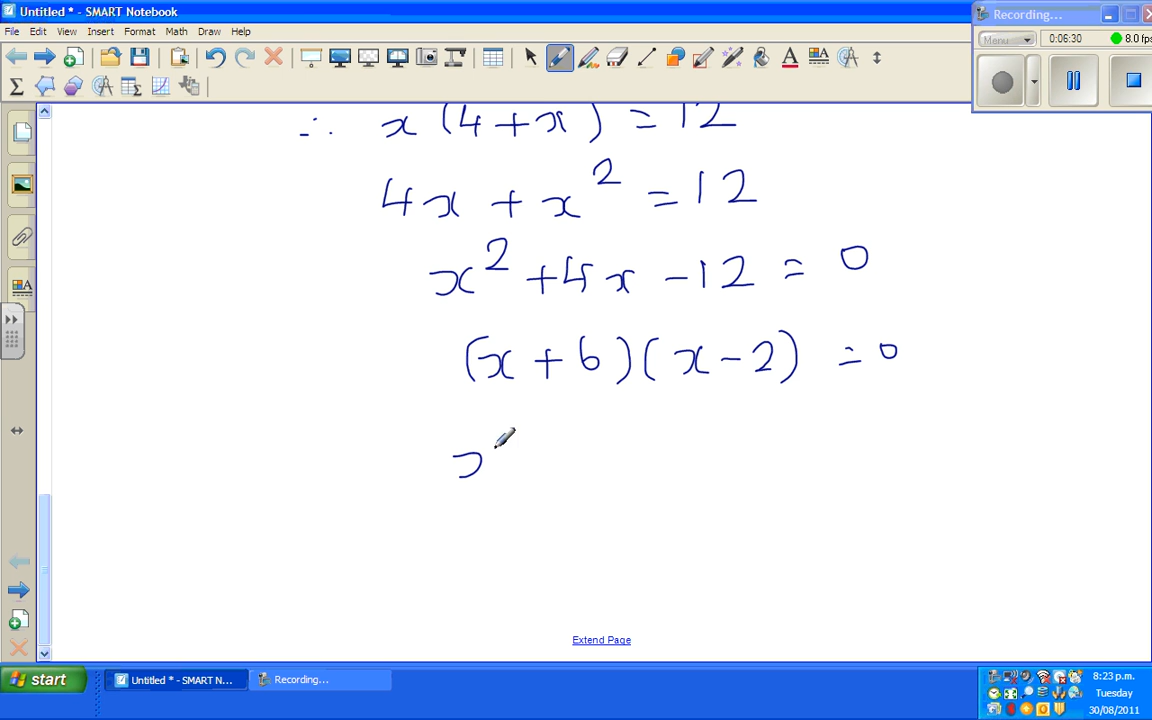 Untitled * - SMART Notebook
File Edit View Insert Format Math Draw Help
Recording...
Menu 0:06:30 8.0 fps
∴ x(4+x) = 12
4x + x² = 12
x² + 4x - 12 = 0
(x + 6)(x - 2) = 0
Extend Page
start
Untitled * - SMART N...
Recording...
8:23 p.m.
Tuesday
30/08/2011